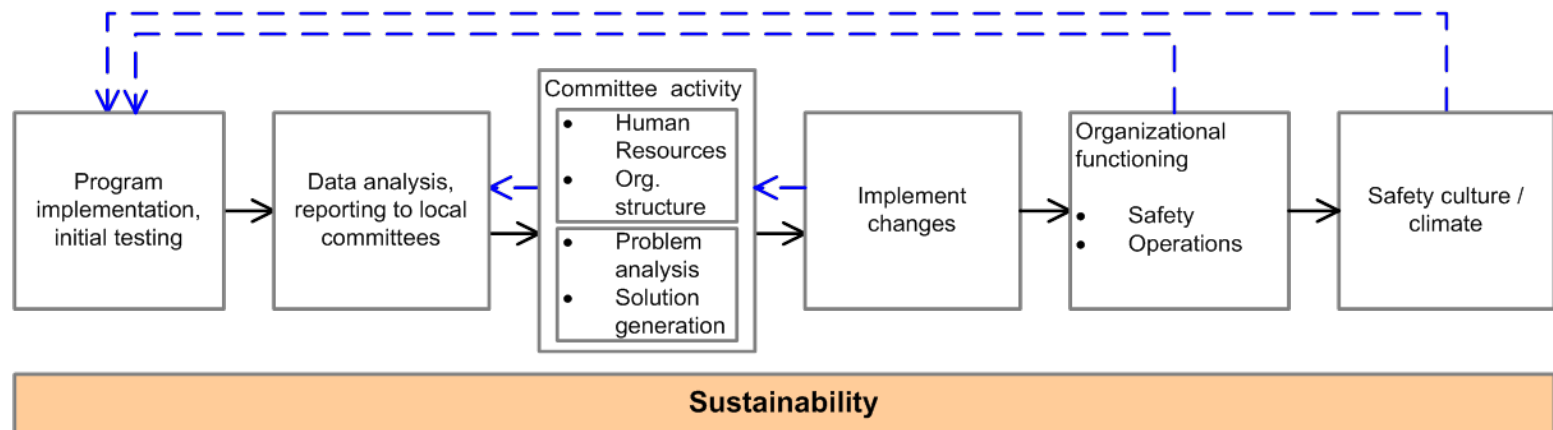 Program
implementation,
initial testing
Data analysis,
reporting to local
committees
Committee activity
• Human
Resources
• Org.
structure
• Problem
analysis
• Solution
generation
Implement
changes
Organizational
functioning
• Safety
• Operations
Safety culture /
climate
Sustainability